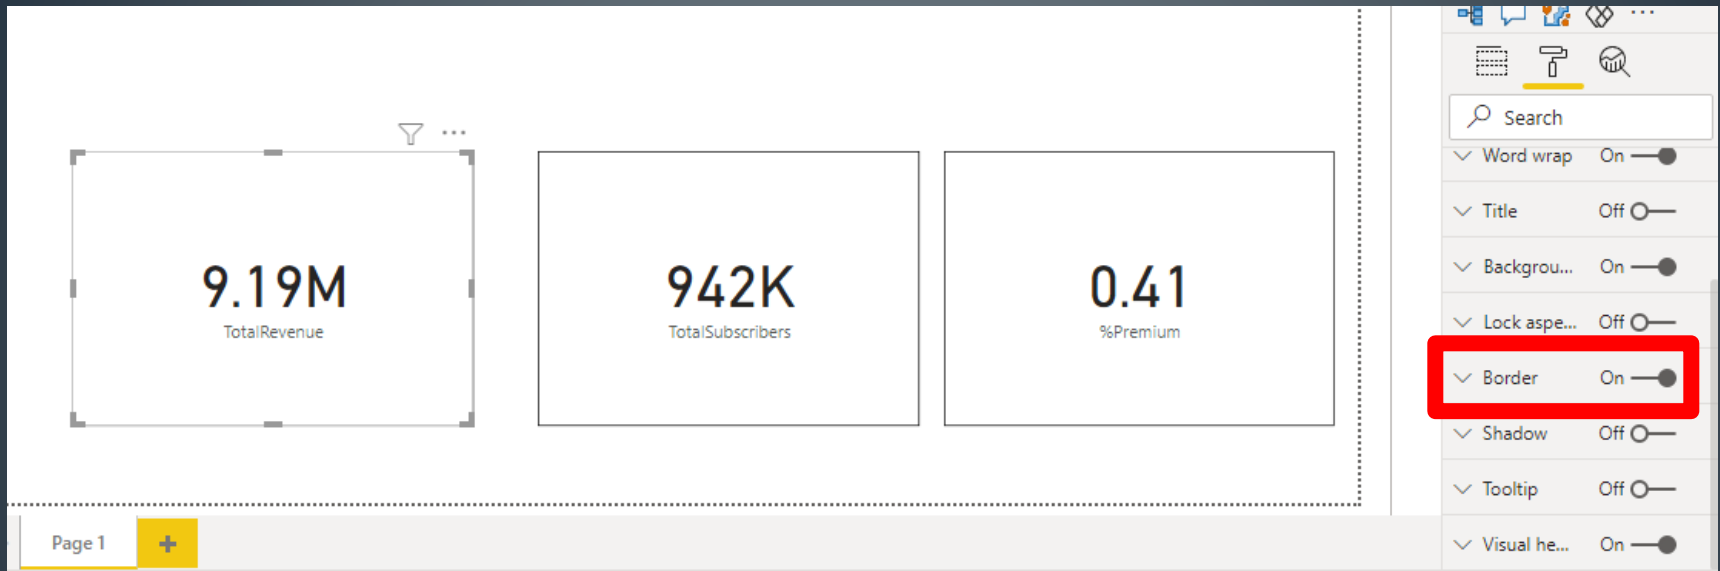 9.19M
TotalRevenue
942K
TotalSubscribers
0.41
%Premium
Page 1
Search
Word wrap On
Title Off
Backgrou... On
Lock aspe... Off
Border On
Shadow Off
Tooltip Off
Visual he... On